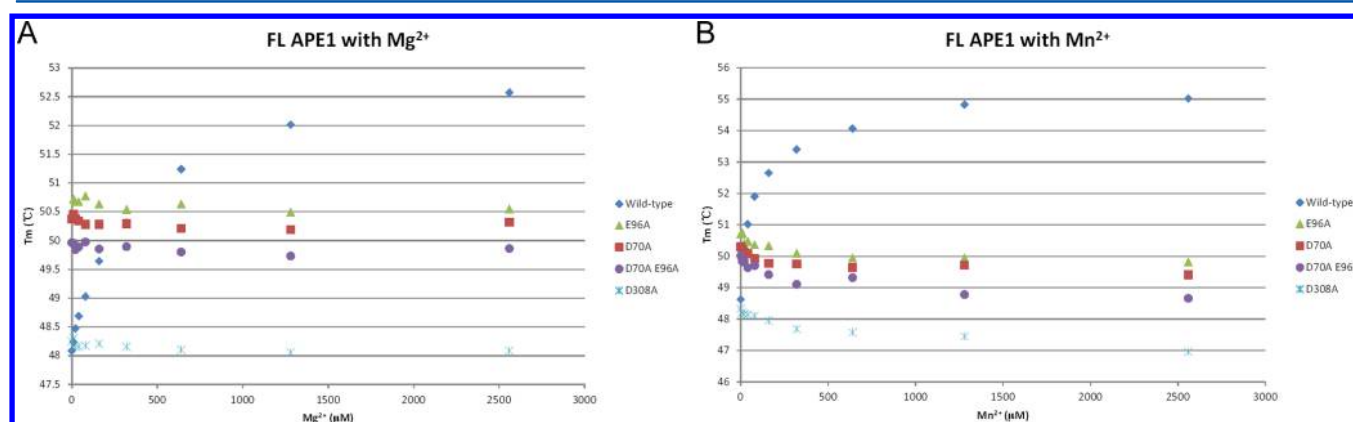 A
FL APE1 with Mg²⁺
53
52.5
52
51.5
51
50.5
50
49.5
49
48.5
48
47.5
Tm (℃)
0
500
1000
1500
2000
2500
3000
Mg²⁺ (μM)
Wild-type
E96A
D70A
D70A E96A
D308A
B
FL APE1 with Mn²⁺
56
55
54
53
52
51
50
49
48
47
46
Tm (℃)
0
500
1000
1500
2000
2500
3000
Mn²⁺ (μM)
Wild-type
E96A
D70A
D70A E96A
D308A